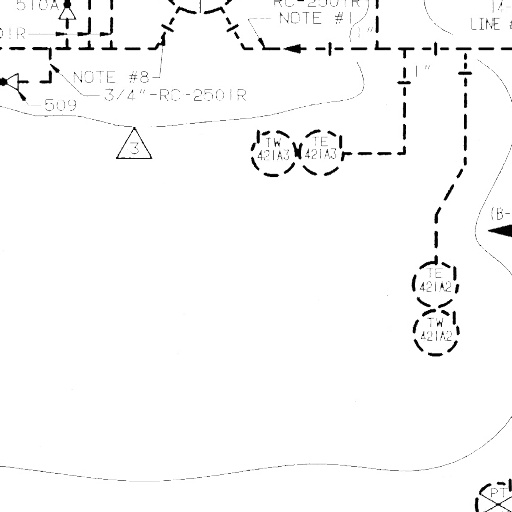 510A
RC-2501R
NOTE #1
1"
LINE
01R
NOTE #8
3/4"-RC-2501R
509
1"
3
TW
421A3
TE
421A3
(B-
TE
421A2
TW
421A2
PT